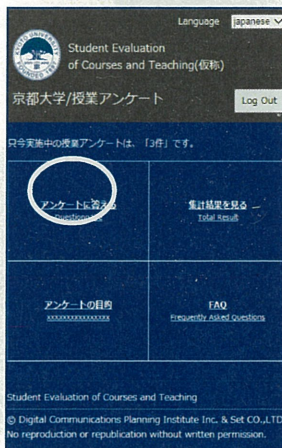 Language japanese
Student Evaluation
of Courses and Teaching(仮称)
京都大学/授業アンケート
Log Out
只今実施中の授業アンケートは、「3件」です。
アンケートに答える
集計結果を見る
Total Result
アンケートの目的
xxxxxxxxxxxxxxx
FAQ
Frequently Asked Questions
Student Evaluation of Courses and Teaching
© Digital Communications Planning Institute Inc. & Set CO.,LTD
No reproduction or republication without written permission.